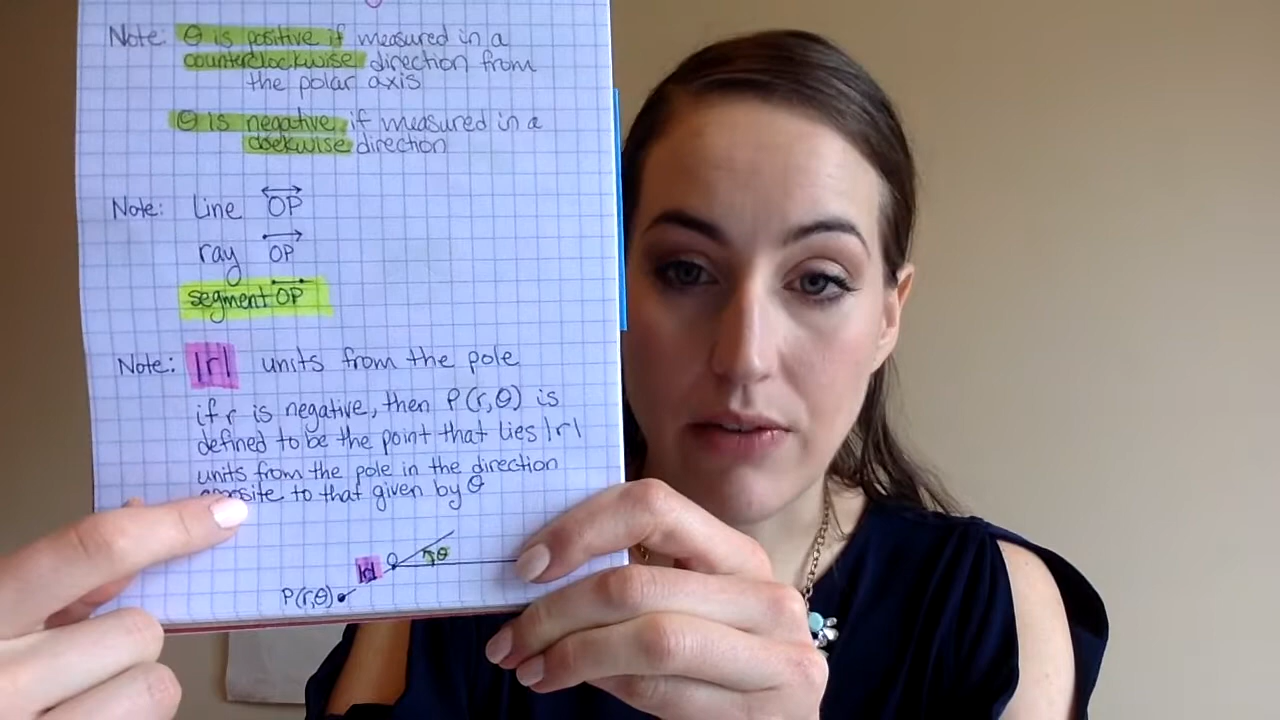 Note: θ is positive if measured in a
counterclockwise direction from
the polar axis
θ is negative if measured in a
clockwise direction
Note: Line OP
ray OP
segment OP
Note: |r| units from the pole
if r is negative, then P(r,θ) is
defined to be the point that lies |r|
units from the pole in the direction
opposite to that given by θ
O θ
|r|
P(r,θ)